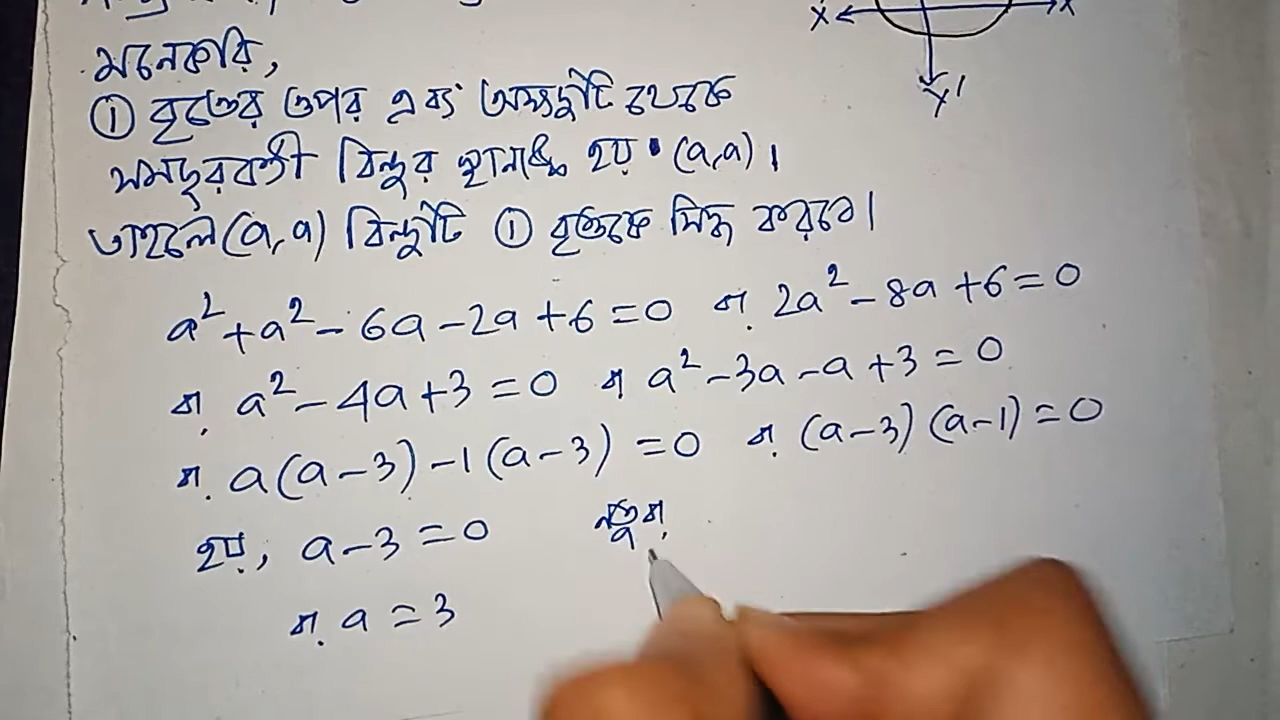 X X
Y'
মনেকরি,
① বৃত্তের উপর এবং অক্ষদুটি থেকে
সমদূরবর্তী বিন্দুর স্থানাঙ্ক হয় (a,a)।
তাহলে (a,a) বিন্দুটি ① বৃত্তকে সিদ্ধ করবে।
a²+a²-6a-2a+6=0 বা, 2a²-8a+6=0
বা, a²-4a+3=0 বা a²-3a-a+3=0
বা, a(a-3)-1(a-3)=0 বা, (a-3)(a-1)=0
হয়, a-3=0 নতুবা,
বা, a=3